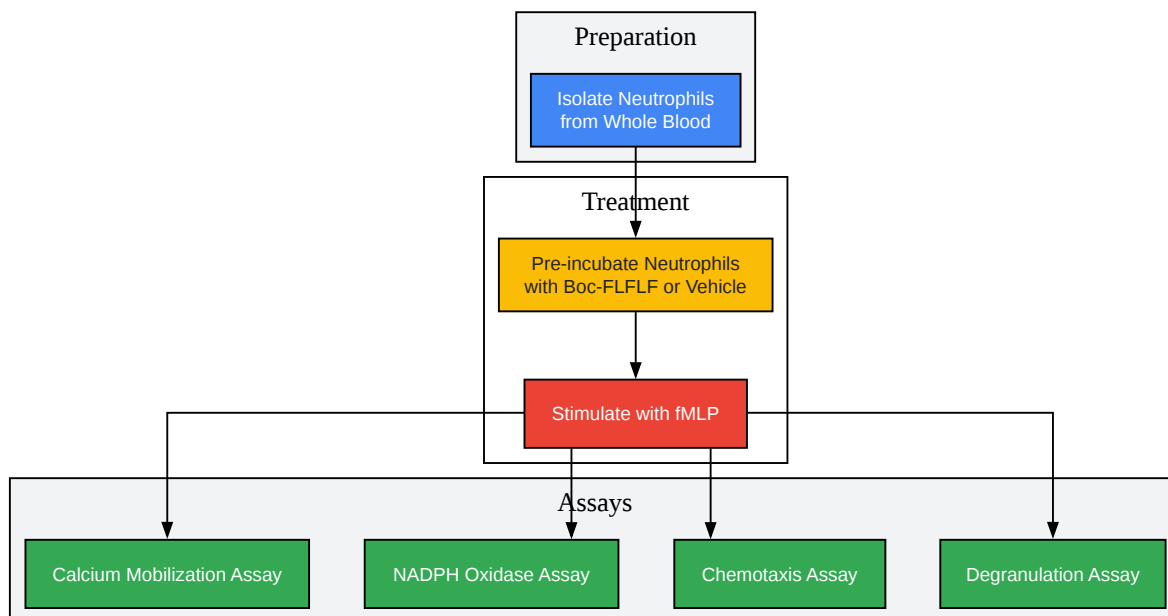 Preparation
Isolate Neutrophils
from Whole Blood
Treatment
Pre-incubate Neutrophils
with Boc-FLFLF or Vehicle
Stimulate with fMLP
Assays
Calcium Mobilization Assay
NADPH Oxidase Assay
Chemotaxis Assay
Degranulation Assay